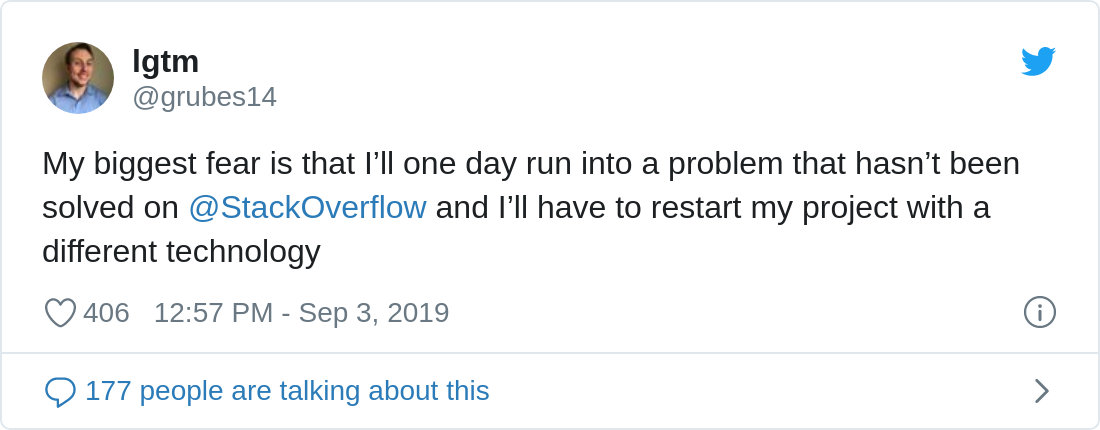 lgtm
@grubes14
My biggest fear is that I’ll one day run into a problem that hasn’t been
solved on @StackOverflow and I’ll have to restart my project with a
different technology
406 12:57 PM - Sep 3, 2019
177 people are talking about this